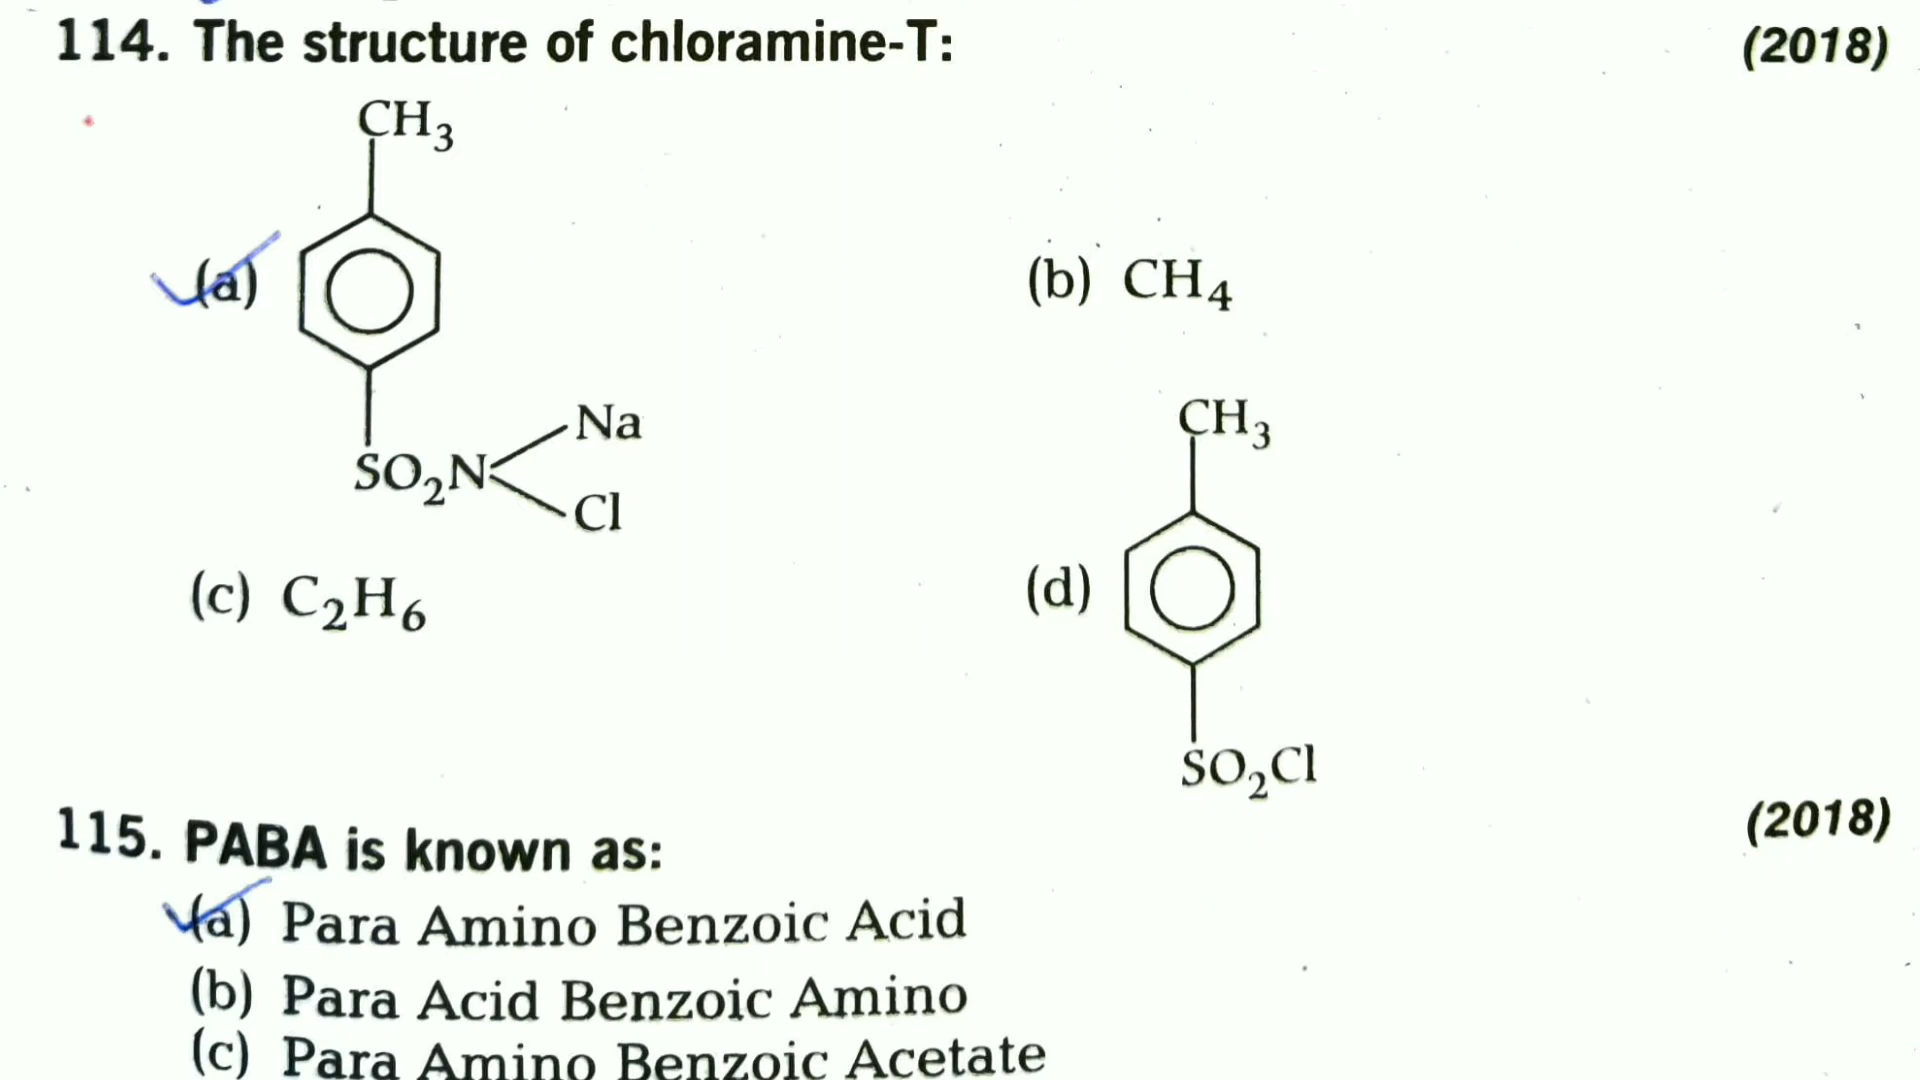 114. The structure of chloramine-T: (2018)
CH3
(a)
SO2N
Na
Cl
(b) CH4
(c) C2H6
(d)
CH3
SO2Cl
115. PABA is known as: (2018)
(a) Para Amino Benzoic Acid
(b) Para Acid Benzoic Amino
(c) Para Amino Benzoic Acetate